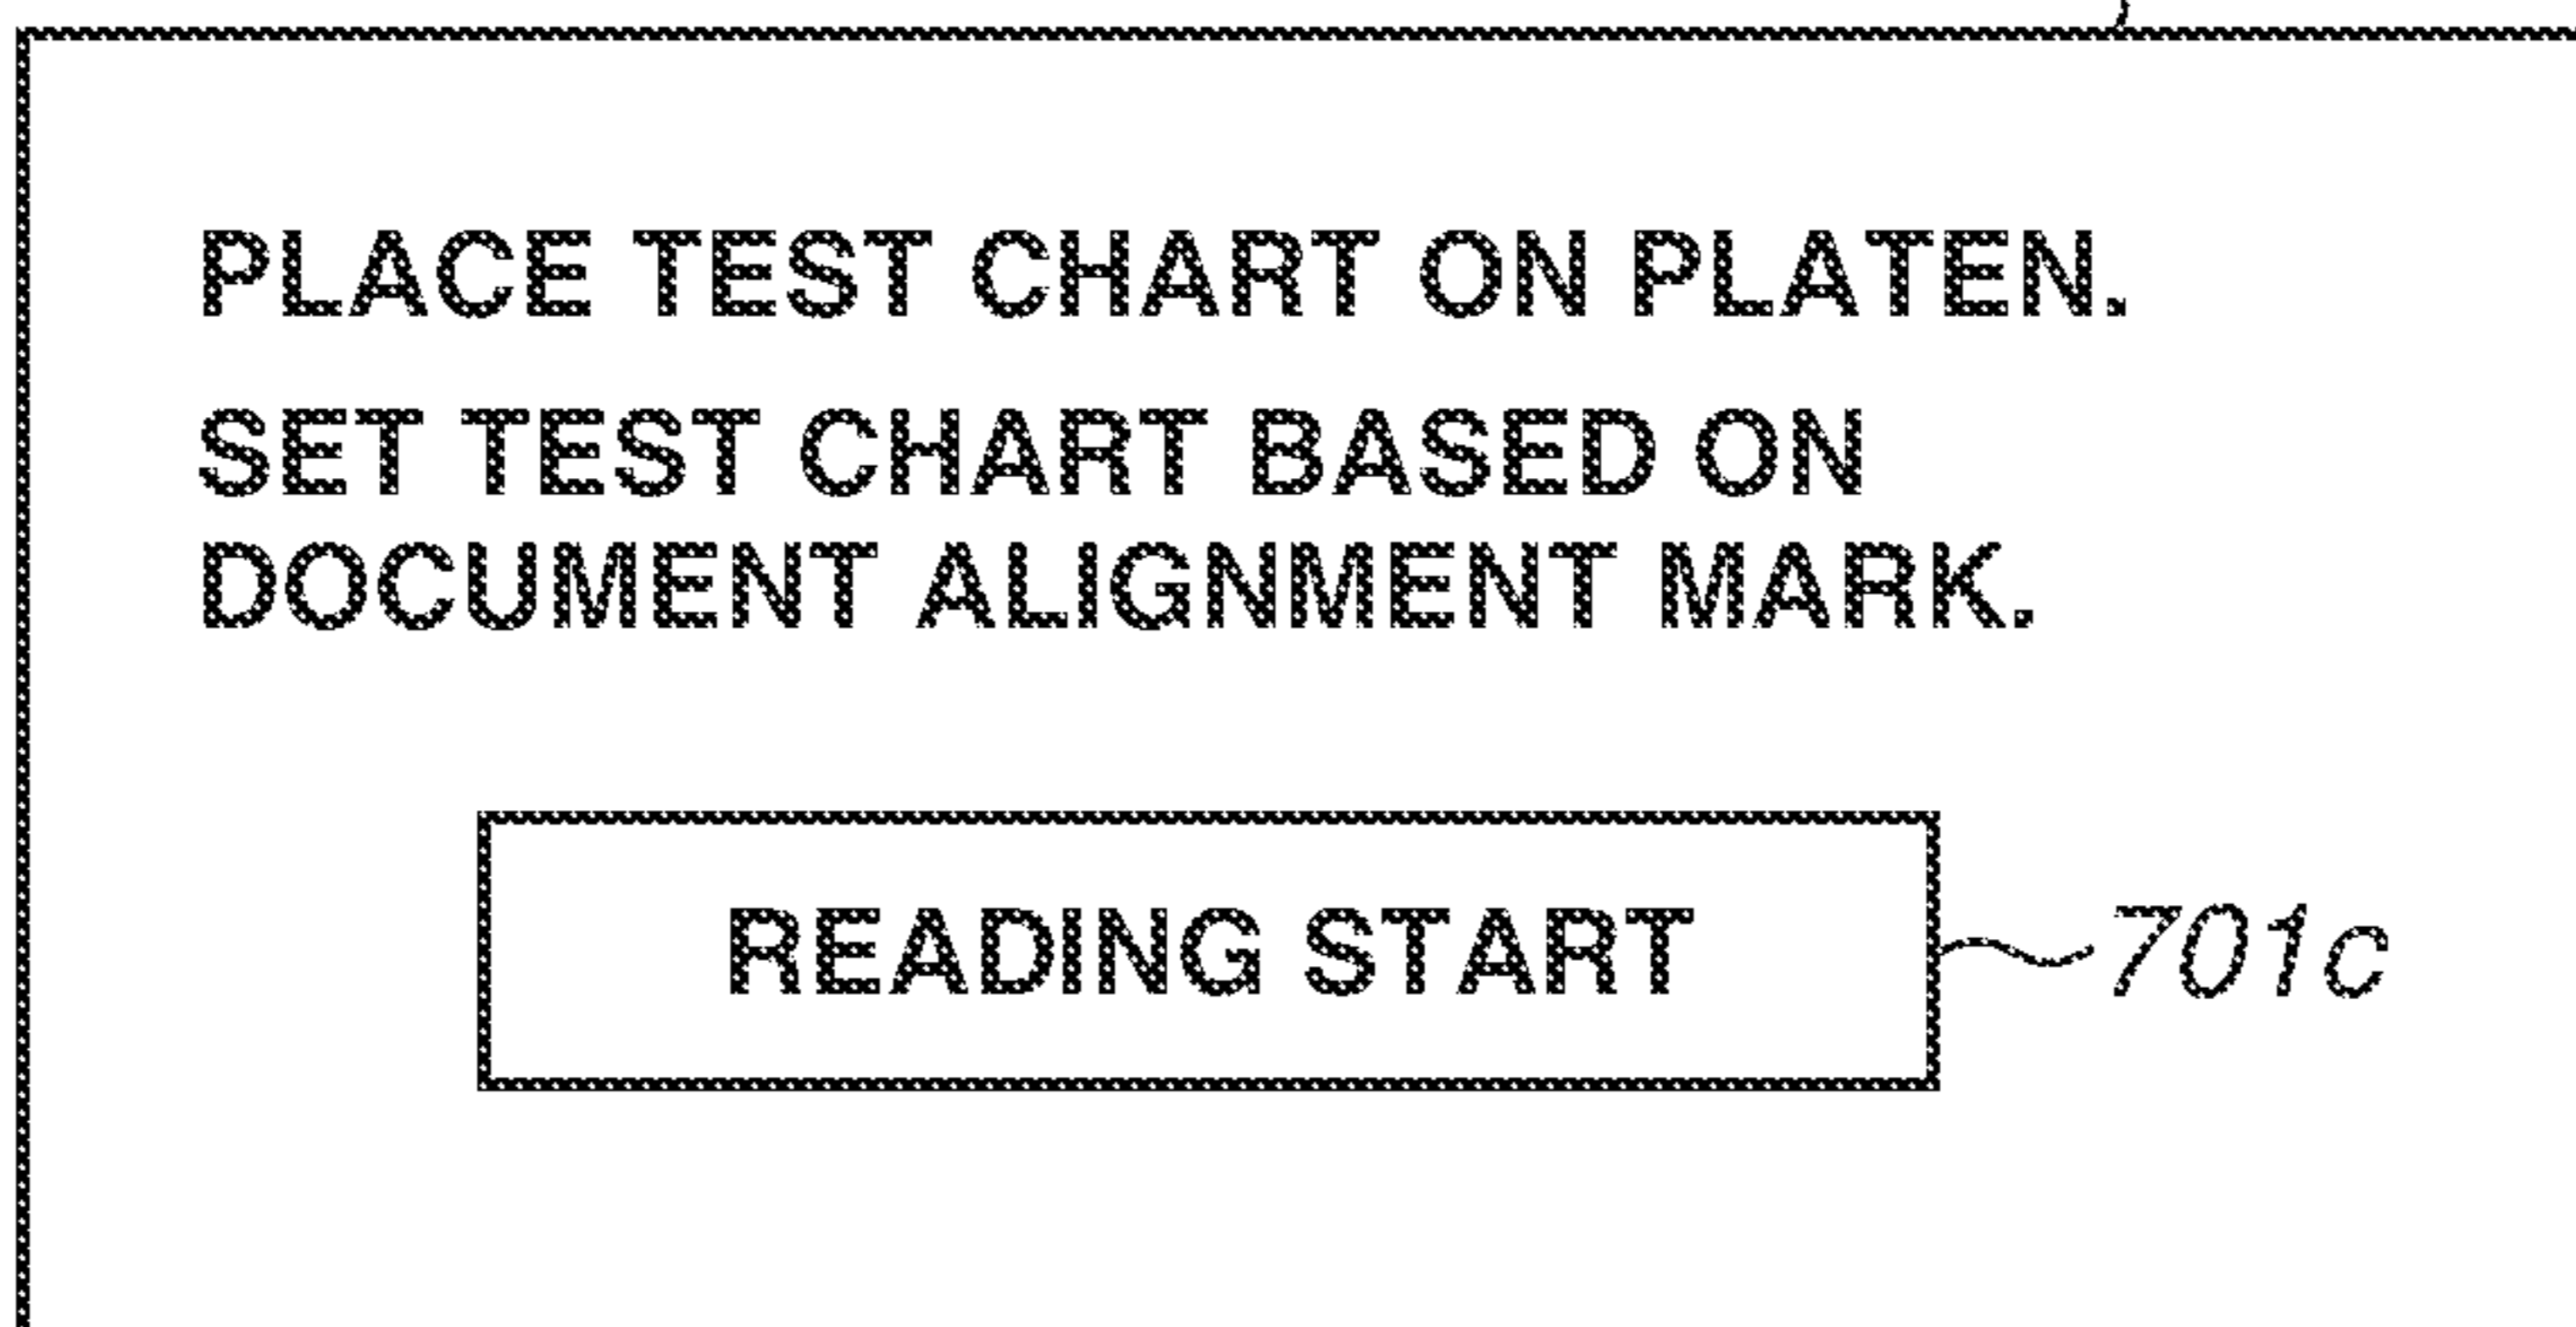 PLACE TEST CHART ON PLATEN.
SET TEST CHART BASED ON
DOCUMENT ALIGNMENT MARK.
READING START
701c